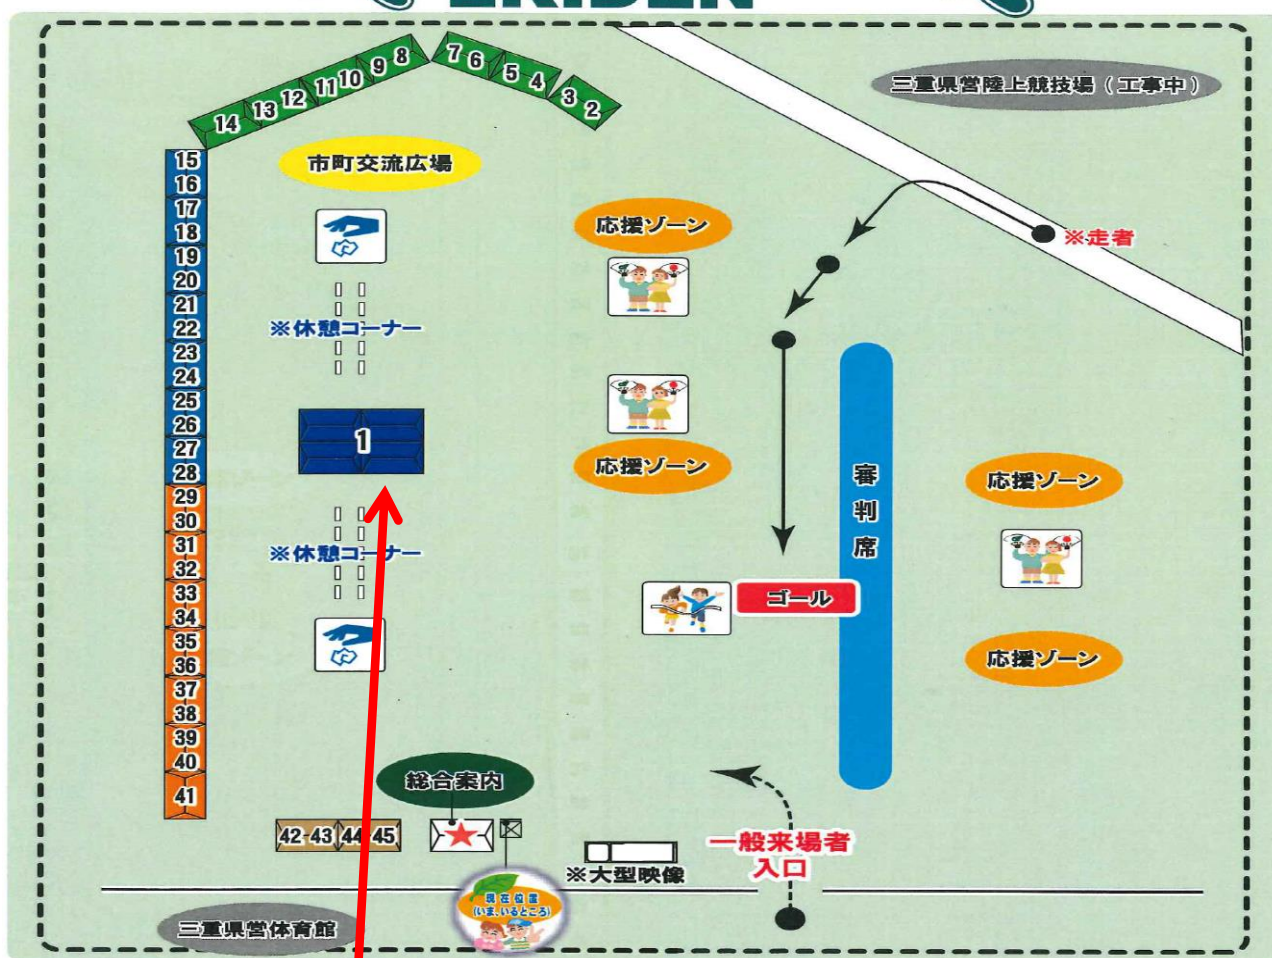 EKIDEN
7 6 5 4 3 2
14 13 12 11 10 9 8
三重県営陸上競技場(工事中)
市町交流広場
15
16
17
18
19
20
21
22
23
24
25
26
27
28
29
30
31
32
33
34
35
36
37
38
39
40
41
応援ゾーン
※走者
※休憩コーナー
1
応援ゾーン
審判席
応援ゾーン
※休憩コーナー
ゴール
応援ゾーン
総合案内
42-43 44-45
※大型映像
一般来場者
入口
現在位置
(いま、いるところ)
三重県営体育館